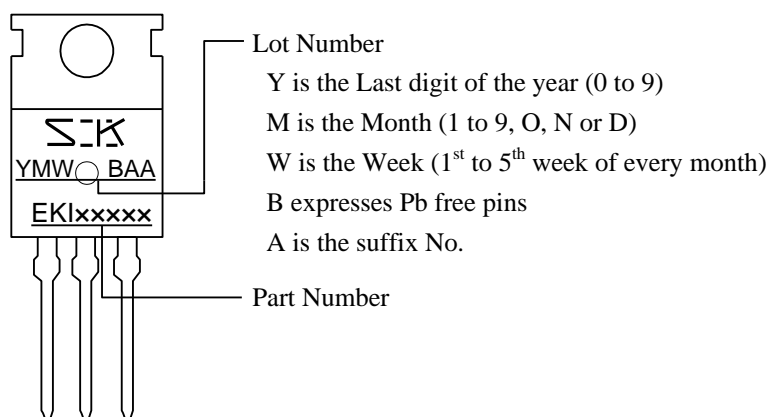 Lot Number
Y is the Last digit of the year (0 to 9)
M is the Month (1 to 9, O, N or D)
W is the Week (1st to 5th week of every month)
B expresses Pb free pins
A is the suffix No.
SK
YMW BAA
EKI×××××
Part Number